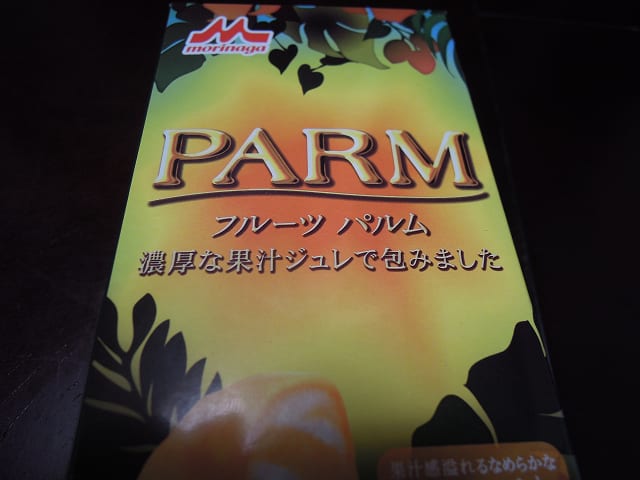 morinaga
PARM
フルーツ パルム
濃厚な果汁ジュレで包みました
果汁感溢れるなめらかな